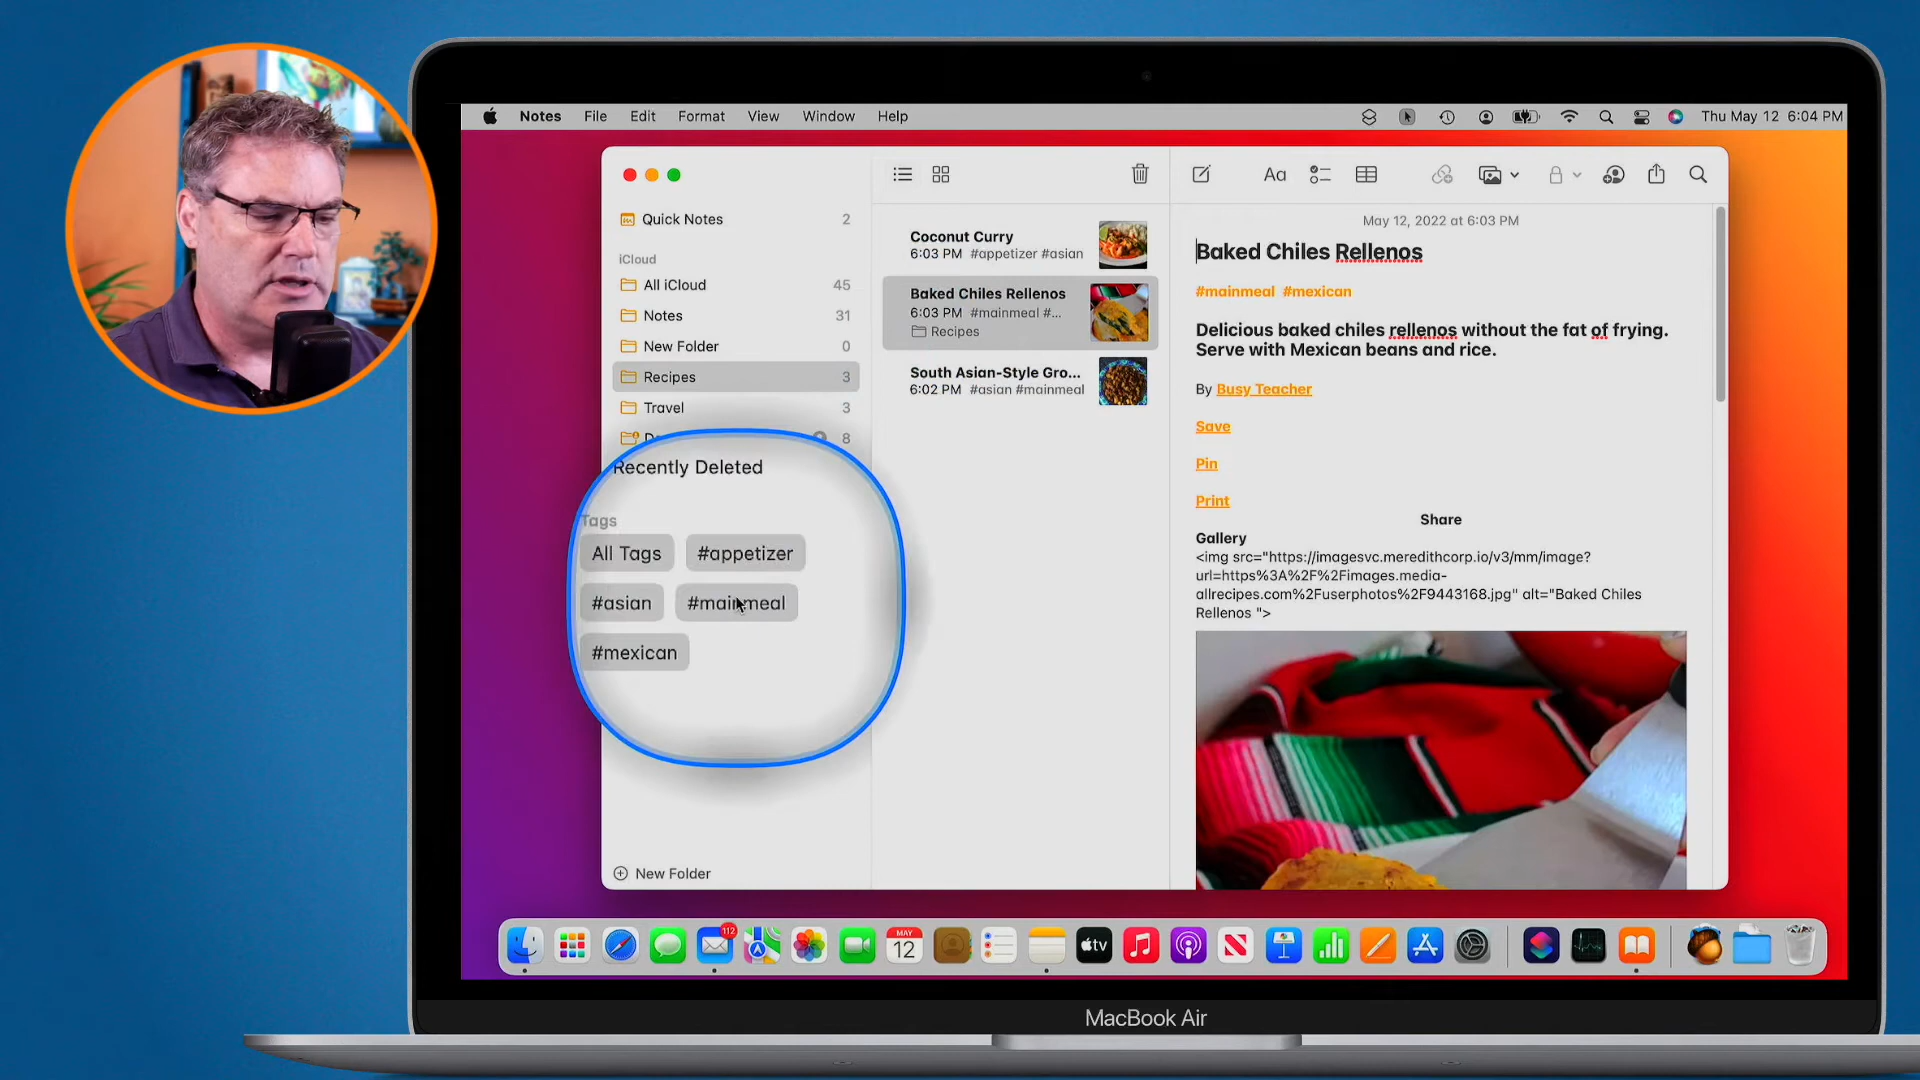 Notes File Edit Format View Window Help
Thu May 12 6:04 PM
Quick Notes 2
iCloud
All iCloud 45
Notes 31
New Folder 0
Recipes 3
Travel 3
8
Recently Deleted
Tags
All Tags #appetizer
#asian #mainmeal
#mexican
New Folder
Coconut Curry
6:03 PM #appetizer #asian
Baked Chiles Rellenos
6:03 PM #mainmeal #...
Recipes
South Asian-Style Gro...
6:02 PM #asian #mainmeal
Aa
May 12, 2022 at 6:03 PM
Baked Chiles Rellenos
#mainmeal #mexican
Delicious baked chiles rellenos without the fat of frying.
Serve with Mexican beans and rice.
By Busy Teacher
Save
Pin
Print
Share
Gallery
<img src="https://imagesvc.meredithcorp.io/v3/mm/image?
url=https%3A%2F%2Fimages.media-
allrecipes.com%2Fuserphotos%2F9443168.jpg" alt="Baked Chiles
Rellenos ">
112
MAY
12
tv
MacBook Air